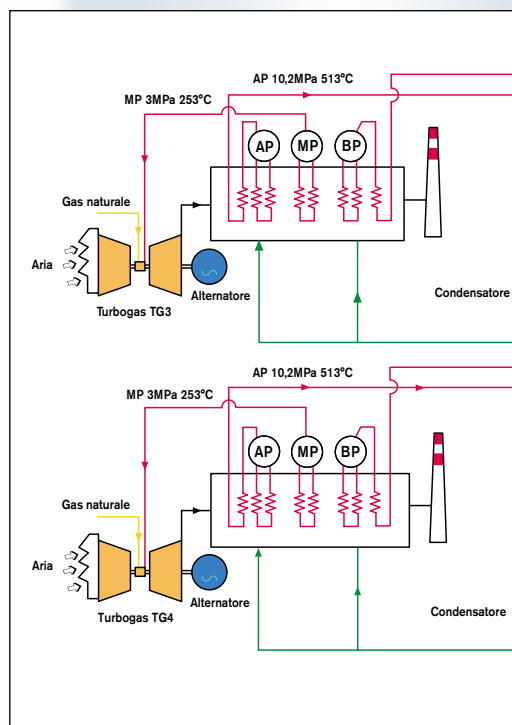 AP 10,2MPa 513°C
MP 3MPa 253°C
AP MP BP
Gas naturale
Aria
Alternatore
Condensatore
Turbogas TG3
AP 10,2MPa 513°C
MP 3MPa 253°C
AP MP BP
Gas naturale
Aria
Alternatore
Condensatore
Turbogas TG4